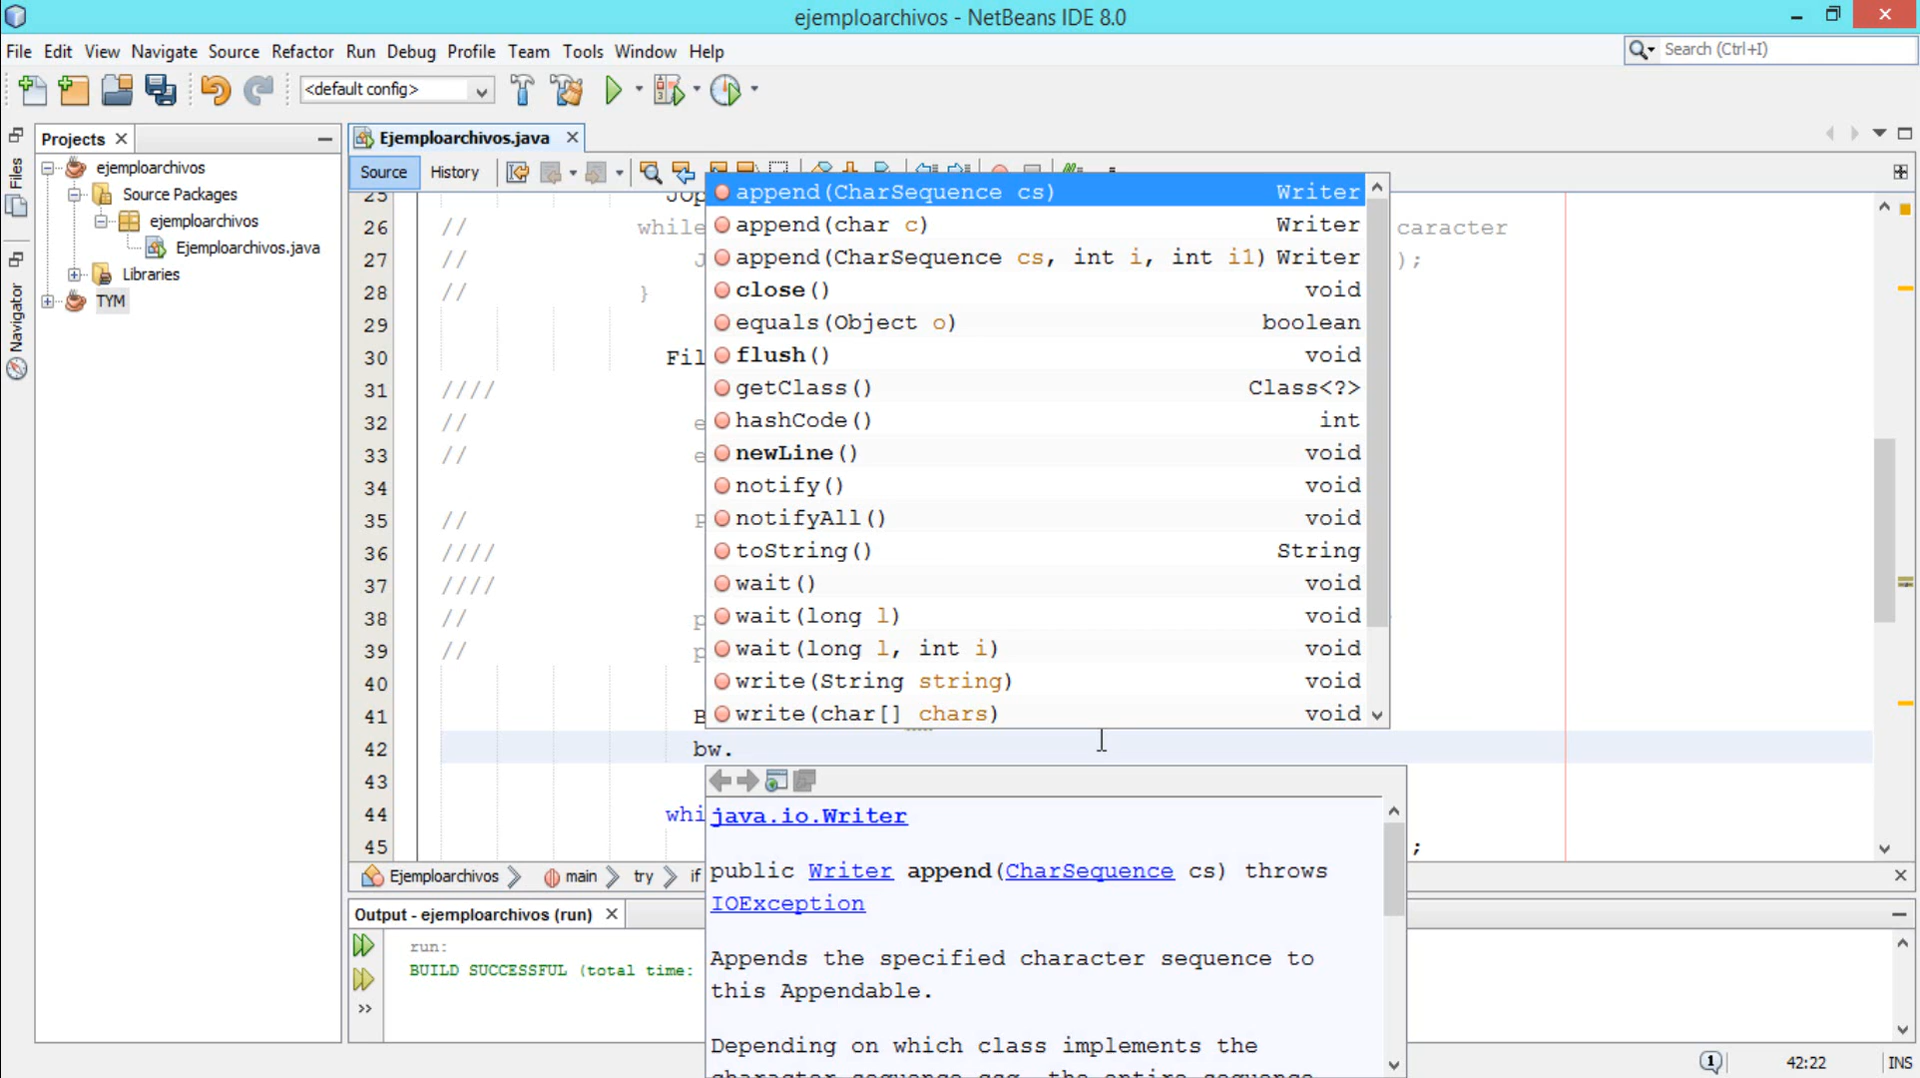 ejemploarchivos - NetBeans IDE 8.0
File Edit View Navigate Source Refactor Run Debug Profile Team Tools Window Help
Search (Ctrl+I)
<default config>
Files
Navigator
Projects
ejemploarchivos
Source Packages
ejemploarchivos
Ejemploarchivos.java
Libraries
TYM
Ejemploarchivos.java
Source History
25
26 // while caracter
27 // J );
28 // }
29
30 Fil
31 ////
32 // e
33 // e
34
35 // p
36 ////
37 ////
38 // p
39 // p
40
41 B
42 bw.
43
44 whi
45 ;
append(CharSequence cs) Writer
append(char c) Writer
append(CharSequence cs, int i, int i1) Writer
close() void
equals(Object o) boolean
flush() void
getClass() Class<?>
hashCode() int
newLine() void
notify() void
notifyAll() void
toString() String
wait() void
wait(long l) void
wait(long l, int i) void
write(String string) void
write(char[] chars) void
java.io.Writer
public Writer append(CharSequence cs) throws
IOException
Appends the specified character sequence to
this Appendable.
Depending on which class implements the
Ejemploarchivos main try if
Output - ejemploarchivos (run)
run:
BUILD SUCCESSFUL (total time:
1 42:22 INS